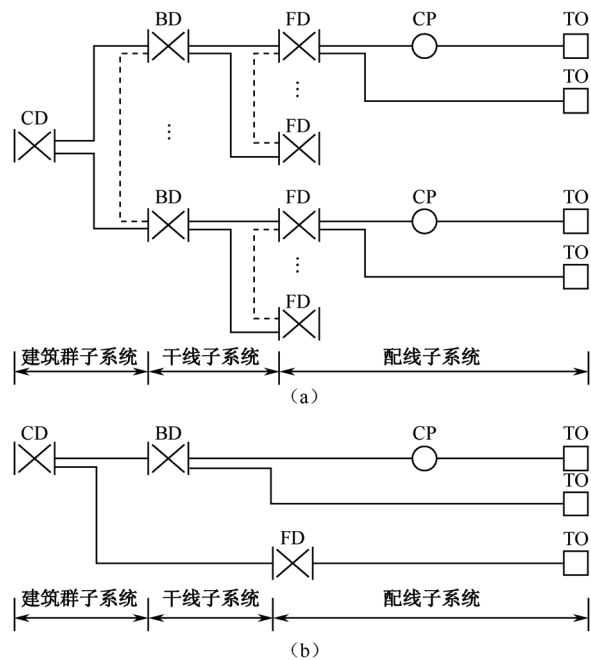 BD FD CP TO
TO
CD
FD
BD FD CP TO
TO
FD
建筑群子系统 干线子系统 配线子系统
（a）
CD BD CP TO
TO
FD TO
建筑群子系统 干线子系统 配线子系统
（b）